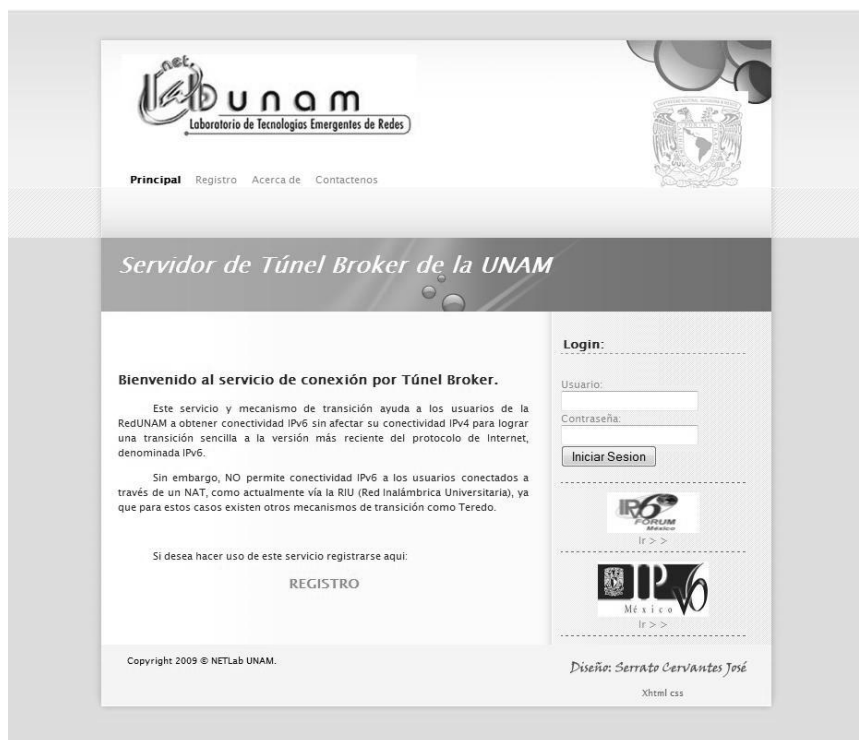 net.
Lab unam
Laboratorio de Tecnologías Emergentes de Redes
Principal Registro Acerca de Contactenos
Servidor de Túnel Broker de la UNAM
Bienvenido al servicio de conexión por Túnel Broker.
Este servicio y mecanismo de transición ayuda a los usuarios de la
RedUNAM a obtener conectividad IPv6 sin afectar su conectividad IPv4 para lograr
una transición sencilla a la versión más reciente del protocolo de Internet,
denominada IPv6.
Sin embargo, NO permite conectividad IPv6 a los usuarios conectados a
través de un NAT, como actualmente vía la RIU (Red Inalámbrica Universitaria), ya
que para estos casos existen otros mecanismos de transición como Teredo.
Si desea hacer uso de este servicio registrarse aqui:
REGISTRO
Login:
Usuario:
Contraseña:
Iniciar Sesion
IPv6
FORUM
México
Ir > >
IPv6
México
Ir > >
Copyright 2009 © NETLab UNAM.
Diseño: Serrato Cervantes José
Xhtml css